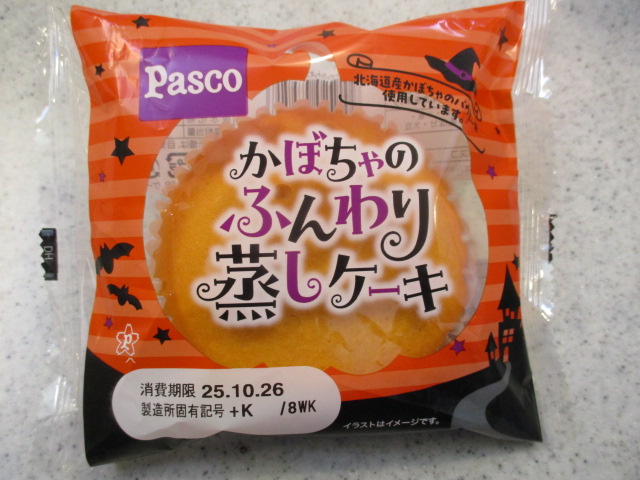 Pasco
北海道産かぼちゃの
使用しています。
かぼちゃの
ふんわり
蒸しケーキ
消費期限 25.10.26
製造所固有記号 +K /8WK
イラストはイメージです。